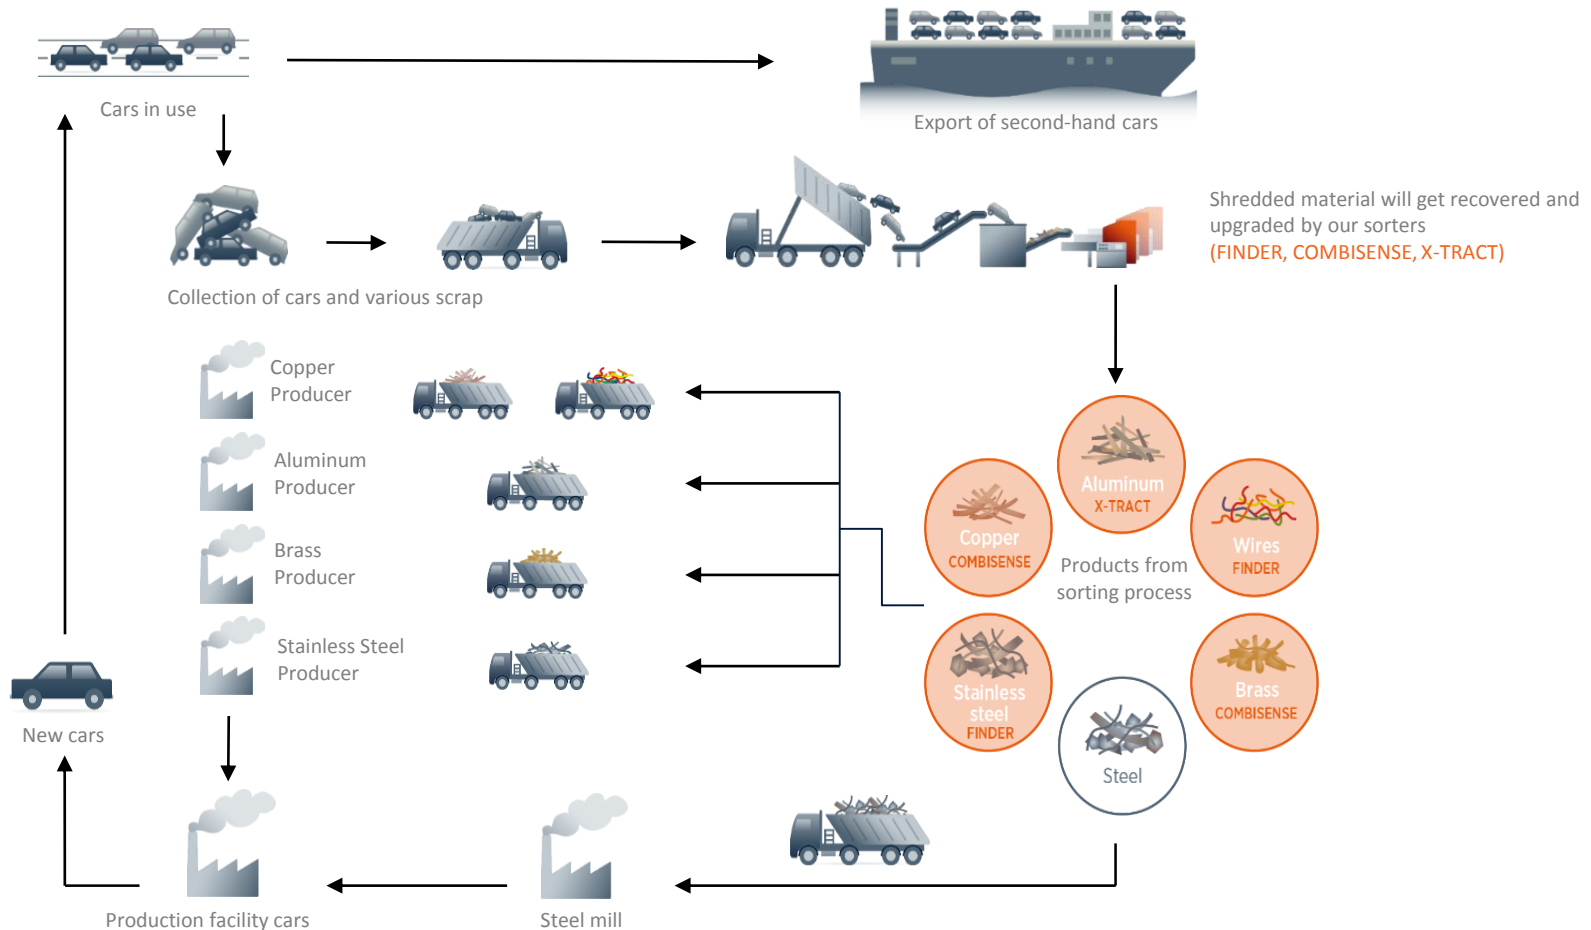 Cars in use
Export of second-hand cars
Shredded material will get recovered and
upgraded by our sorters
(FINDER, COMBISENSE, X-TRACT)
Collection of cars and various scrap
Copper
Producer
Aluminum
Producer
Brass
Producer
Stainless Steel
Producer
Aluminum
X-TRACT
Copper
COMBISENSE
Wires
FINDER
Products from
sorting process
Stainless
steel
FINDER
Brass
COMBISENSE
Steel
New cars
Production facility cars
Steel mill